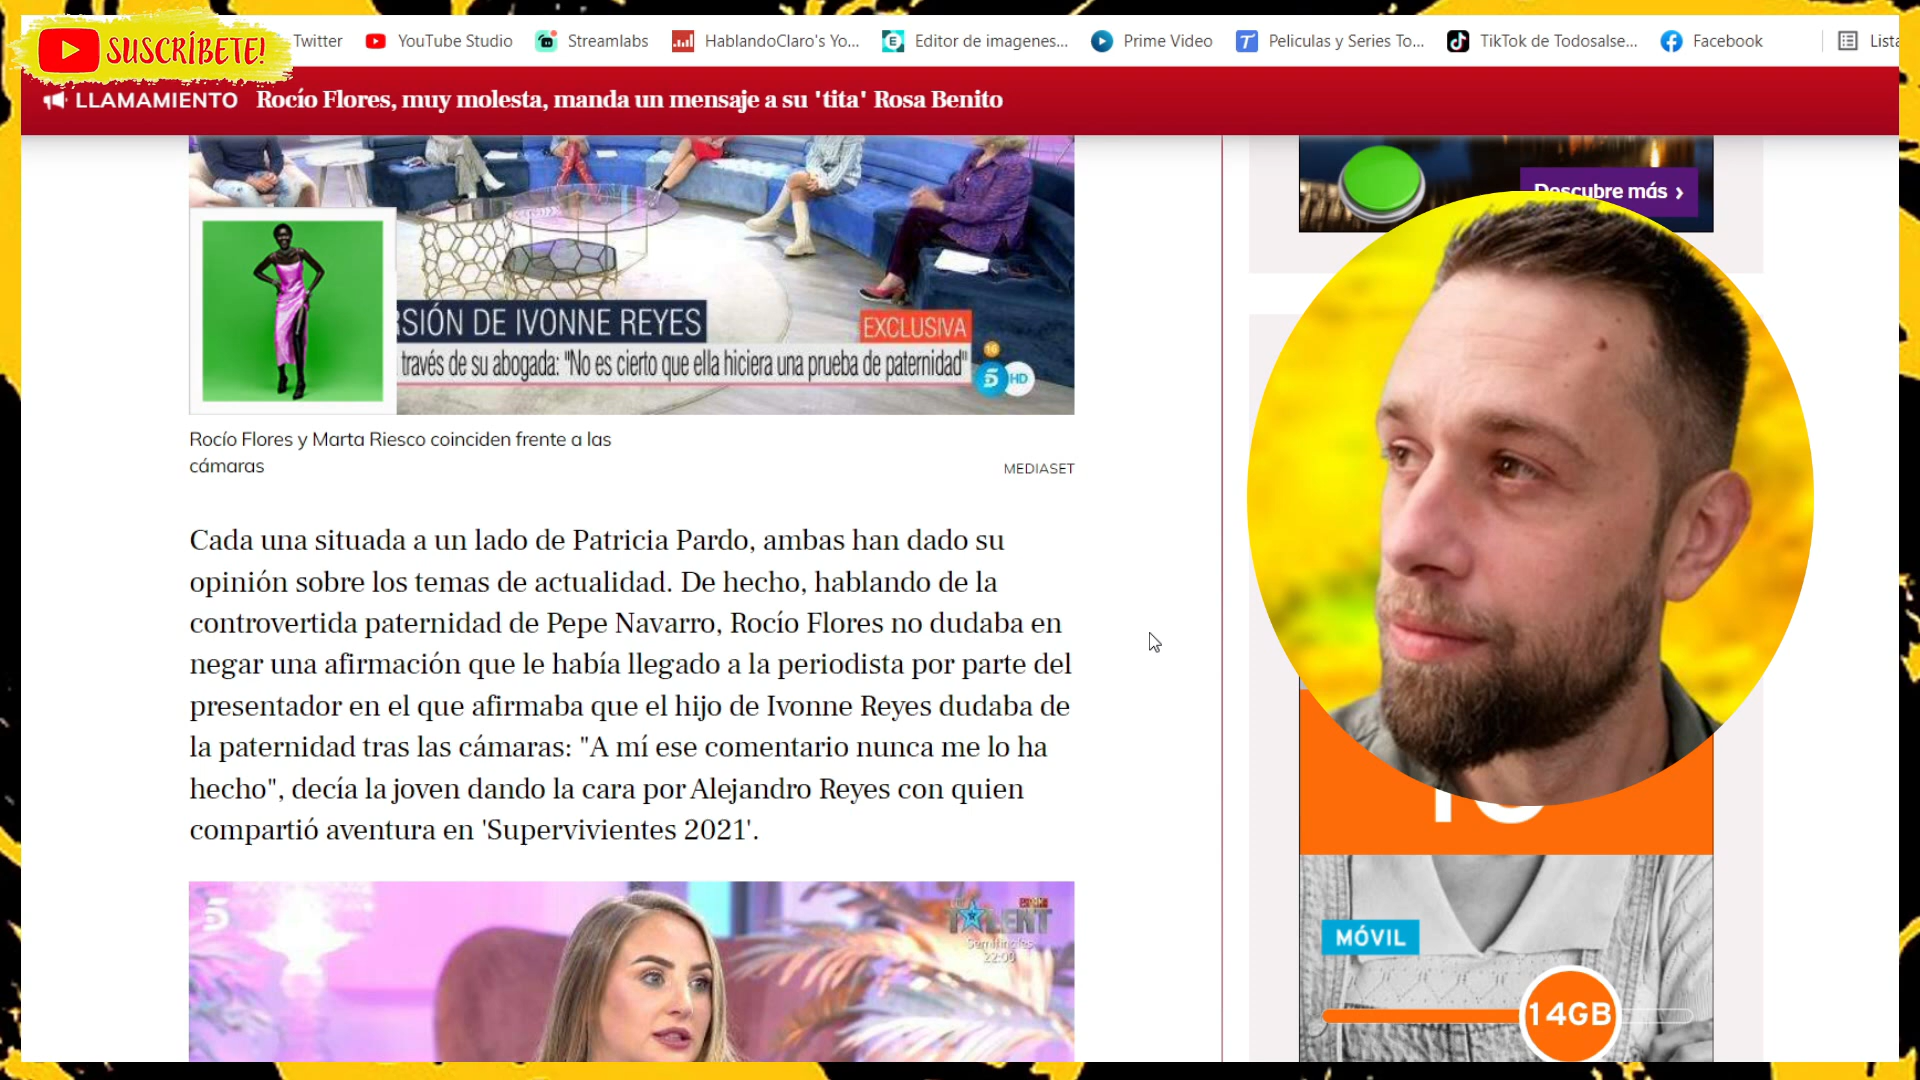 SUSCRÍBETE!
Twitter
YouTube Studio
Streamlabs
HablandoClaro's Yo...
Editor de imagenes...
Prime Video
Peliculas y Series To...
TikTok de Todosalse...
Facebook
LLAMAMIENTO Rocío Flores, muy molesta, manda un mensaje a su 'tita' Rosa Benito
Descubre más ›
RSIÓN DE IVONNE REYES
EXCLUSIVA
través de su abogada: "No es cierto que ella hiciera una prueba de paternidad"
16
5 HD
Rocío Flores y Marta Riesco coinciden frente a las
cámaras
MEDIASET
Cada una situada a un lado de Patricia Pardo, ambas han dado su
opinión sobre los temas de actualidad. De hecho, hablando de la
controvertida paternidad de Pepe Navarro, Rocío Flores no dudaba en
negar una afirmación que le había llegado a la periodista por parte del
presentador en el que afirmaba que el hijo de Ivonne Reyes dudaba de
la paternidad tras las cámaras: "A mí ese comentario nunca me lo ha
hecho", decía la joven dando la cara por Alejandro Reyes con quien
compartió aventura en 'Supervivientes 2021'.
5
TALENT
Semifinales
22:00
MÓVIL
14GB